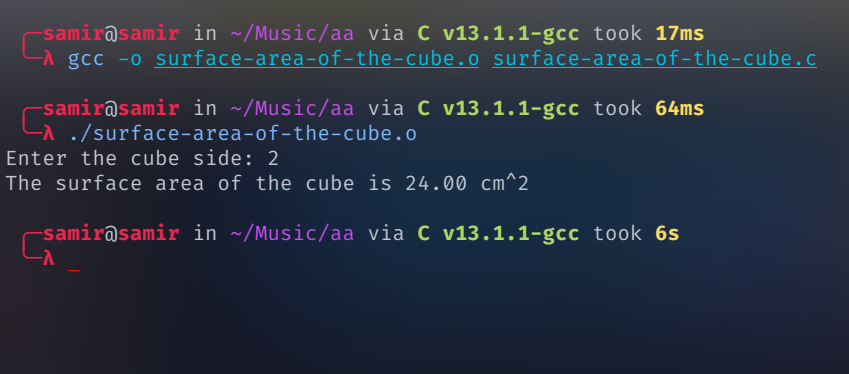 ╭─samir@samir in ~/Music/aa via C v13.1.1-gcc took 17ms
╰─λ gcc -o surface-area-of-the-cube.o surface-area-of-the-cube.c
╭─samir@samir in ~/Music/aa via C v13.1.1-gcc took 64ms
╰─λ ./surface-area-of-the-cube.o
Enter the cube side: 2
The surface area of the cube is 24.00 cm^2
╭─samir@samir in ~/Music/aa via C v13.1.1-gcc took 6s
╰─λ _